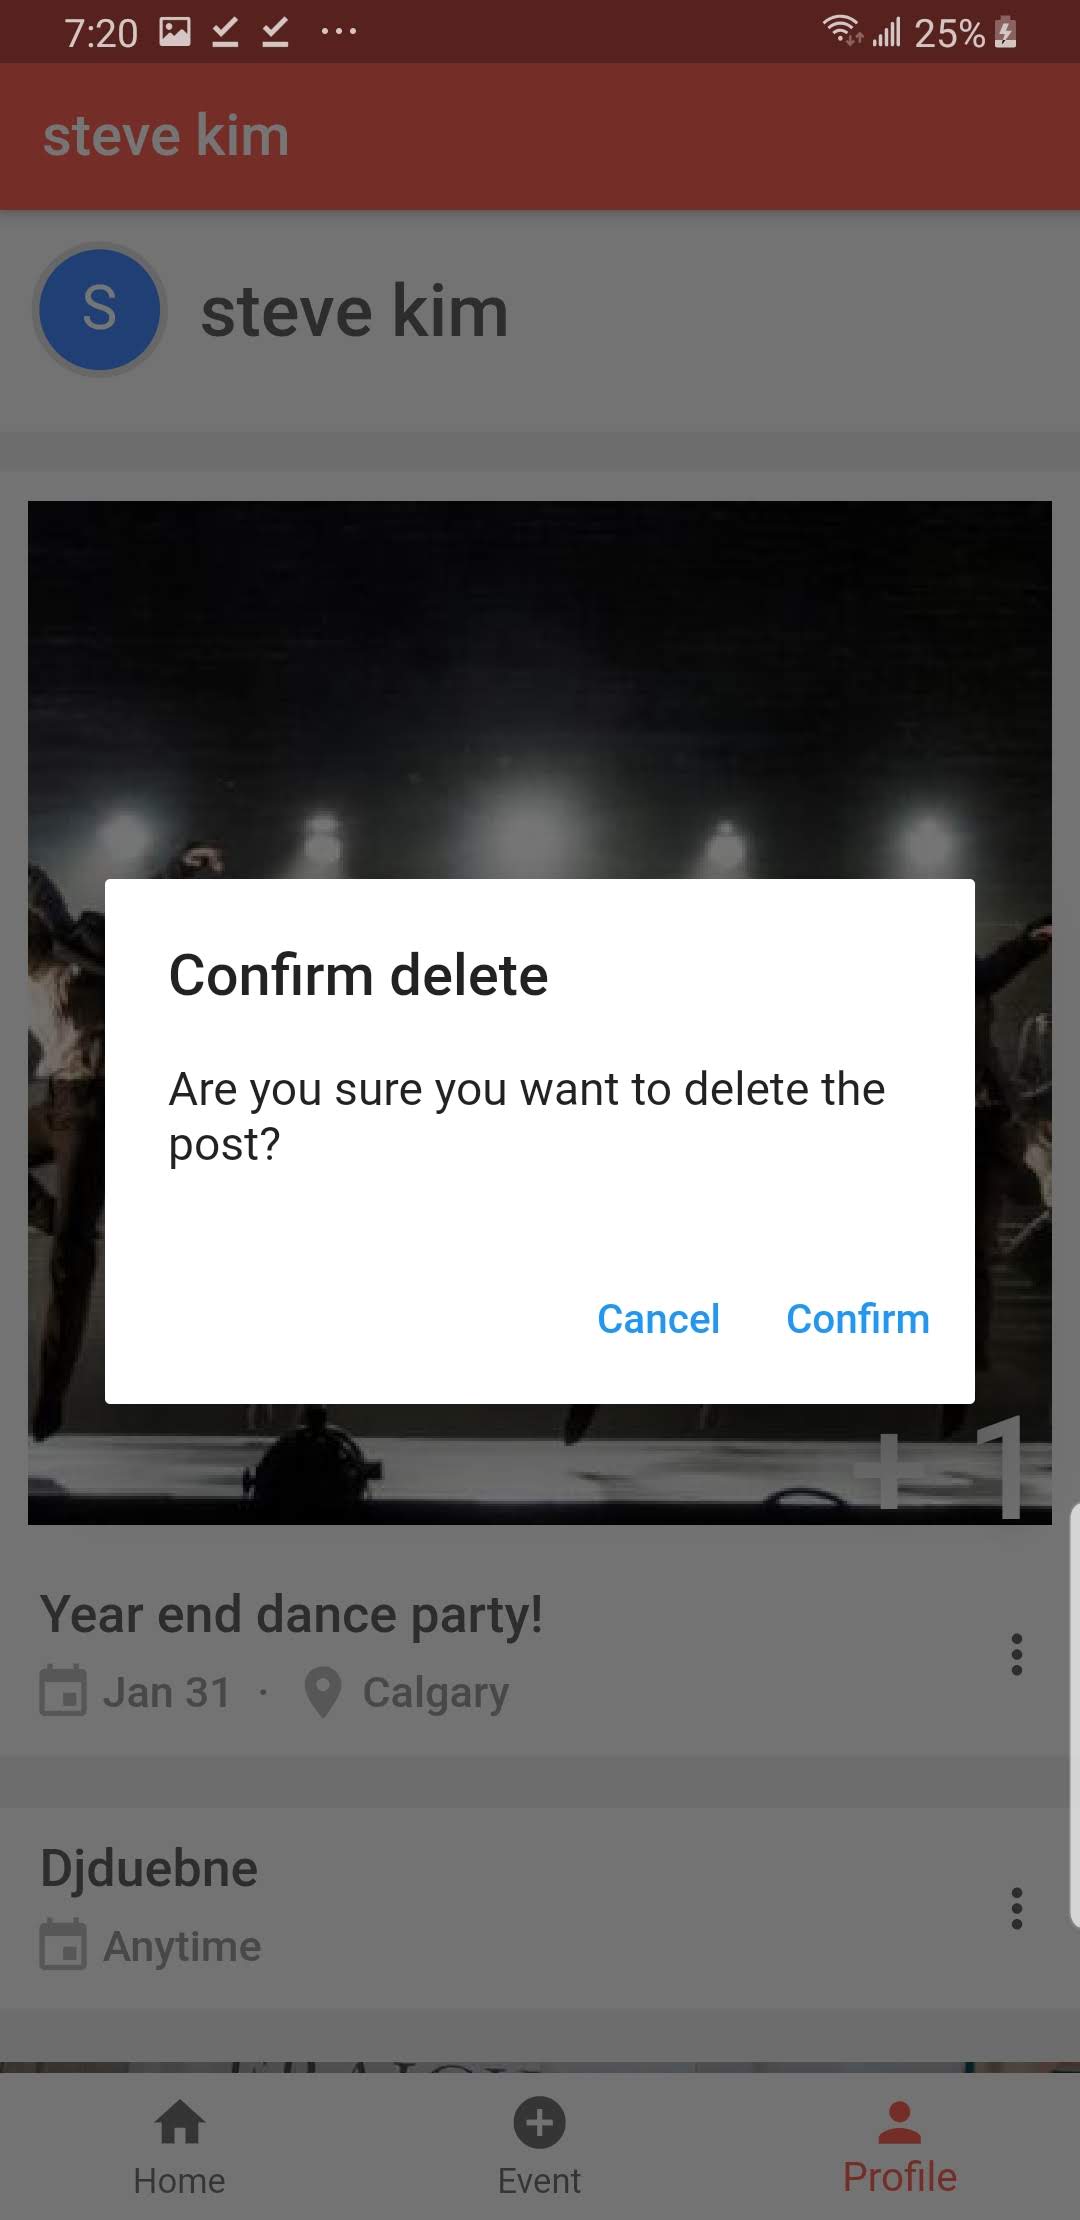 7:20
25%
steve kim
S
steve kim
Confirm delete
Are you sure you want to delete the
post?
Cancel Confirm
+ 1
Year end dance party!
Jan 31 · Calgary
Djduebne
Anytime
Home
Event
Profile